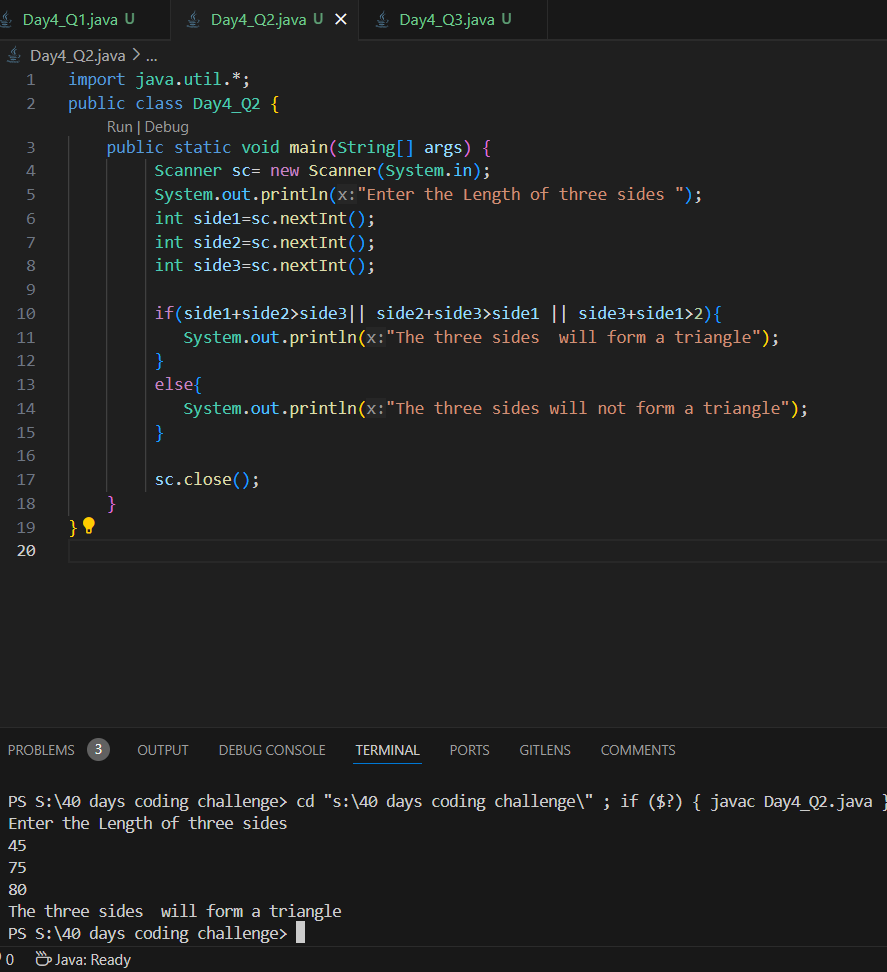 Day4_Q1.java U Day4_Q2.java U Day4_Q3.java U
Day4_Q2.java > ...
1 import java.util.*;
2 public class Day4_Q2 {
Run | Debug
3 public static void main(String[] args) {
4 Scanner sc= new Scanner(System.in);
5 System.out.println(x:"Enter the Length of three sides ");
6 int side1=sc.nextInt();
7 int side2=sc.nextInt();
8 int side3=sc.nextInt();
9
10 if(side1+side2>side3|| side2+side3>side1 || side3+side1>2){
11 System.out.println(x:"The three sides  will form a triangle");
12 }
13 else{
14 System.out.println(x:"The three sides will not form a triangle");
15 }
16
17 sc.close();
18 }
19 }
20
PROBLEMS 3 OUTPUT DEBUG CONSOLE TERMINAL PORTS GITLENS COMMENTS
PS S:\40 days coding challenge> cd "s:\40 days coding challenge\" ; if ($?) { javac Day4_Q2.java }
Enter the Length of three sides
45
75
80
The three sides  will form a triangle
PS S:\40 days coding challenge>
0 Java: Ready